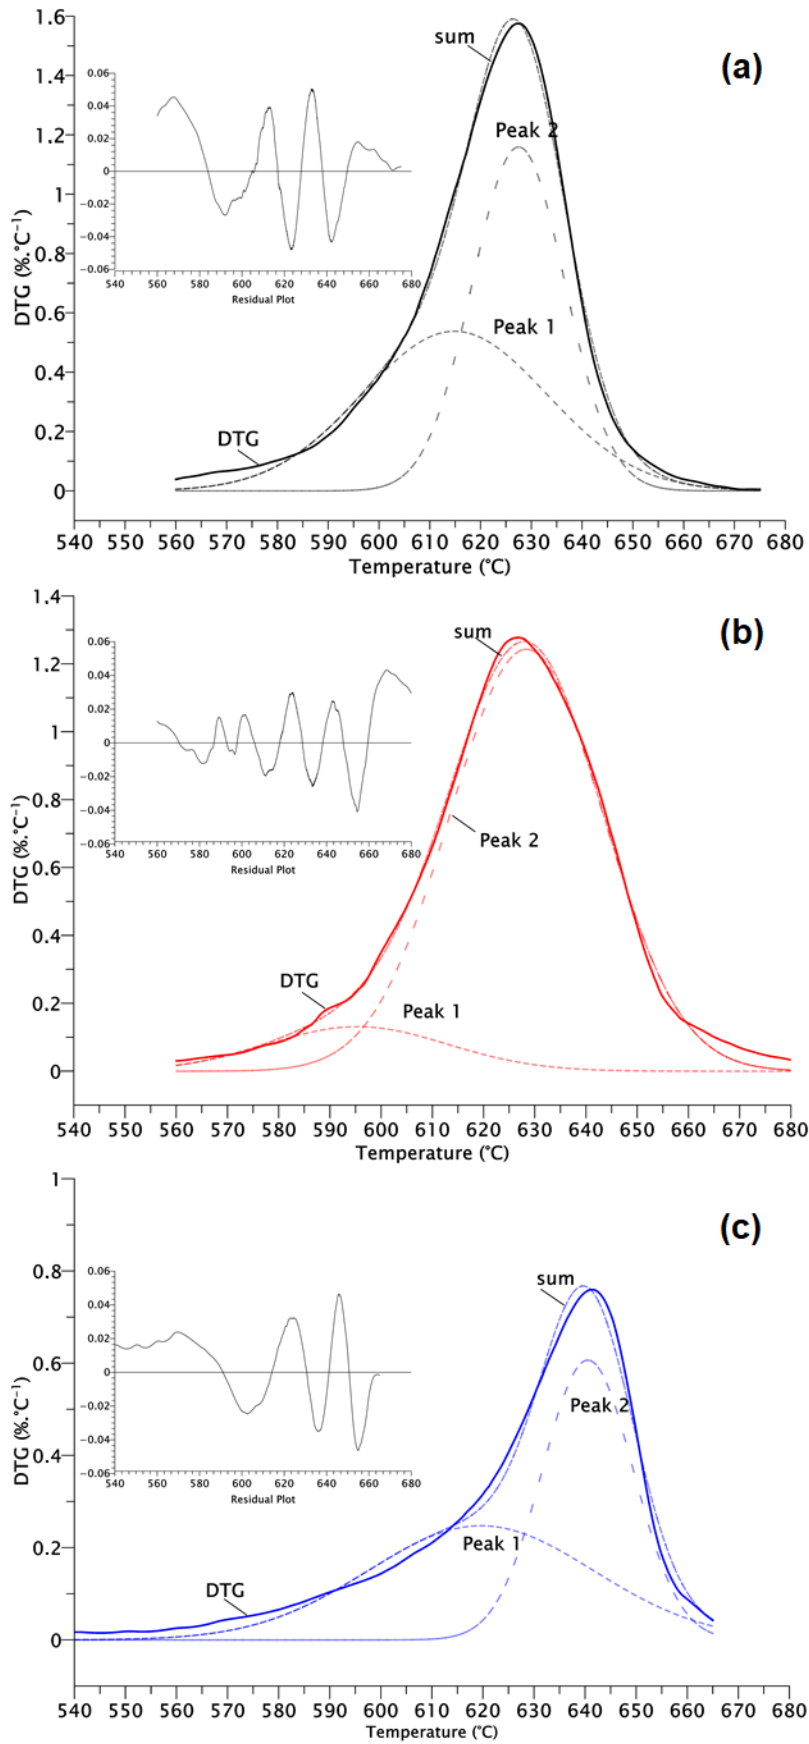 (a)
DTG (%.°C⁻¹)
1.6
1.4
1.2
1
0.8
0.6
0.4
0.2
0
sum
Peak 2
Peak 1
DTG
0.06
0.04
0.02
0
−0.02
−0.04
−0.06
540 560 580 600 620 640 660 680
Residual Plot
540 550 560 570 580 590 600 610 620 630 640 650 660 670 680
Temperature (°C)
(b)
DTG (%.°C⁻¹)
1.4
1.2
1
0.8
0.6
0.4
0.2
0
sum
Peak 2
DTG
Peak 1
0.06
0.04
0.02
0
−0.02
−0.04
−0.06
540 560 580 600 620 640 660 680
Residual Plot
540 550 560 570 580 590 600 610 620 630 640 650 660 670 680
Temperature (°C)
(c)
DTG (%.°C⁻¹)
1
0.8
0.6
0.4
0.2
0
sum
Peak 2
Peak 1
DTG
0.06
0.04
0.02
0
−0.02
−0.04
−0.06
540 560 580 600 620 640 660 680
Residual Plot
540 550 560 570 580 590 600 610 620 630 640 650 660 670 680
Temperature (°C)